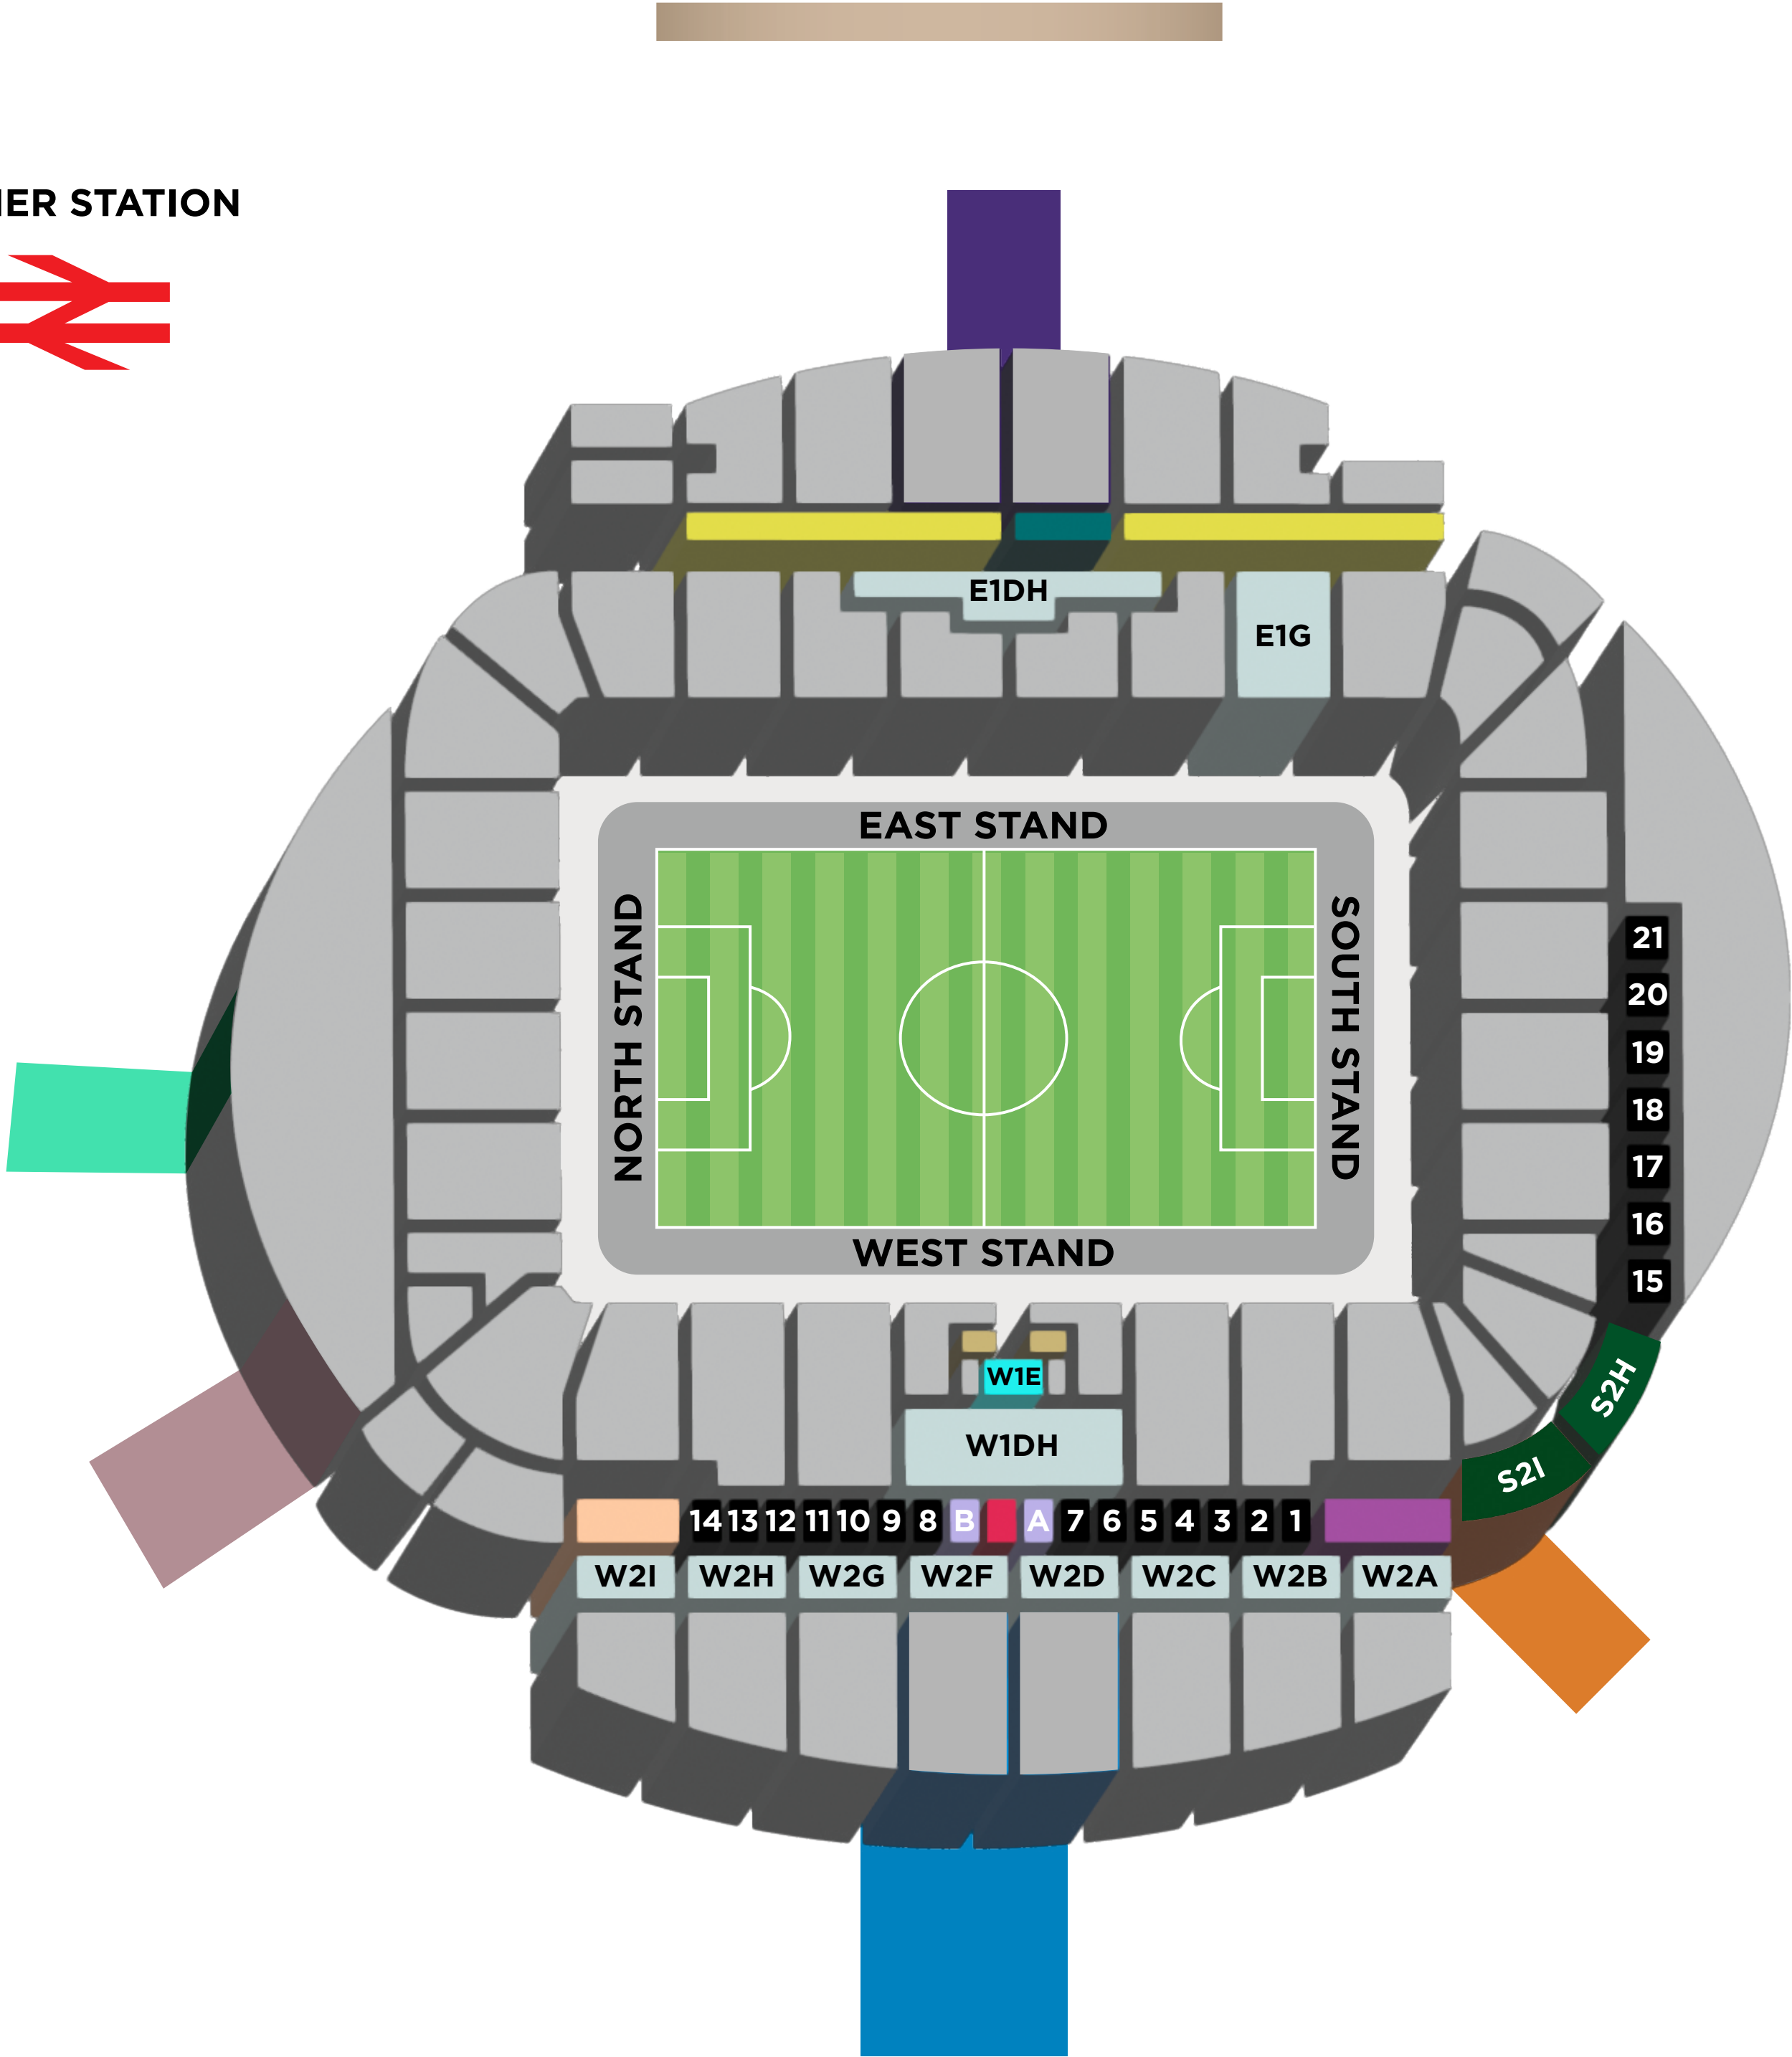 STATION
E1DH
E1G
EAST STAND
NORTH STAND
SOUTH STAND
WEST STAND
21
20
19
18
17
16
15
S2H
S2I
W1E
W1DH
14 13 12 11 10 9 8 B A 7 6 5 4 3 2 1
W2I W2H W2G W2F W2D W2C W2B W2A